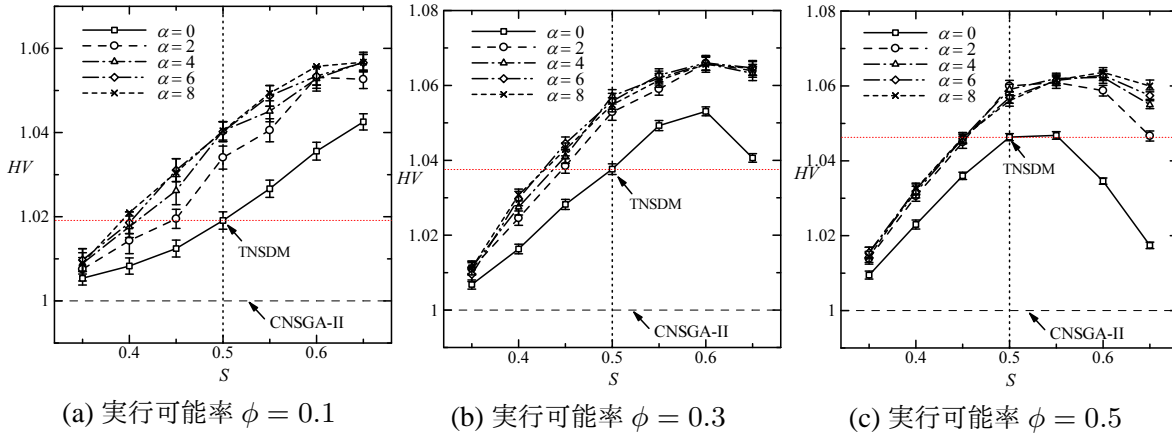 1.06
1.04
HV
1.02
1
0.4
0.5
0.6
S
α = 0
α = 2
α = 4
α = 6
α = 8
TNSDM
CNSGA-II
(a) 実行可能率 ϕ = 0.1
1.08
1.06
1.04
HV
1.02
1
0.4
0.5
0.6
S
α = 0
α = 2
α = 4
α = 6
α = 8
TNSDM
CNSGA-II
(b) 実行可能率 ϕ = 0.3
1.08
1.06
1.04
HV
1.02
1
0.4
0.5
0.6
S
α = 0
α = 2
α = 4
α = 6
α = 8
TNSDM
CNSGA-II
(c) 実行可能率 ϕ = 0.5